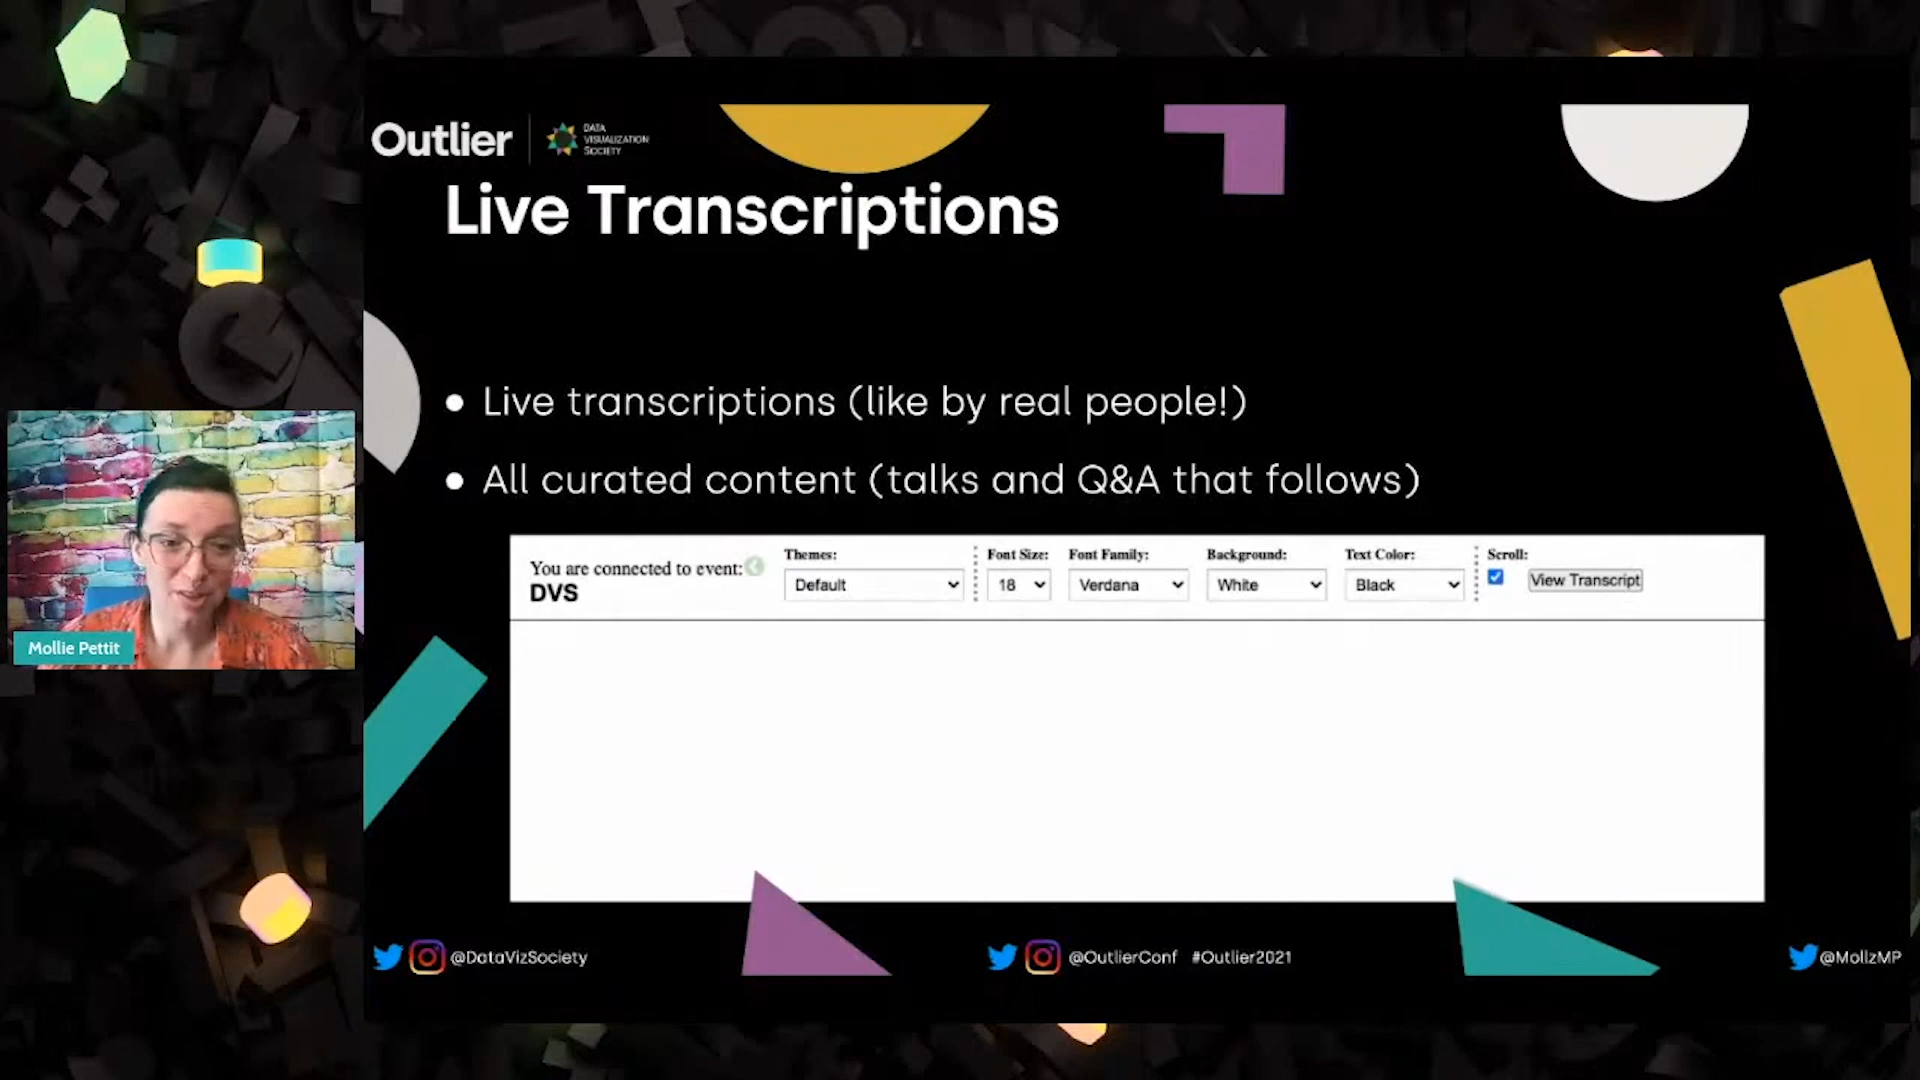 Outlier
DATA
VISUALIZATION
SOCIETY
Live Transcriptions
Live transcriptions (like by real people!)
All curated content (talks and Q&A that follows)
You are connected to event:
DVS
Themes:
Default
Font Size:
18
Font Family:
Verdana
Background:
White
Text Color:
Black
Scroll:
View Transcript
Mollie Pettit
@DataVizSociety
@OutlierConf #Outlier2021
@MollzMP